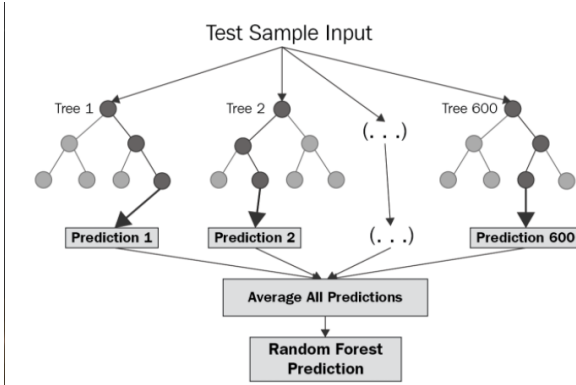 Test Sample Input
Tree 1
Tree 2
(. . .)
Tree 600
Prediction 1
Prediction 2
(. . .)
Prediction 600
Average All Predictions
Random Forest
Prediction